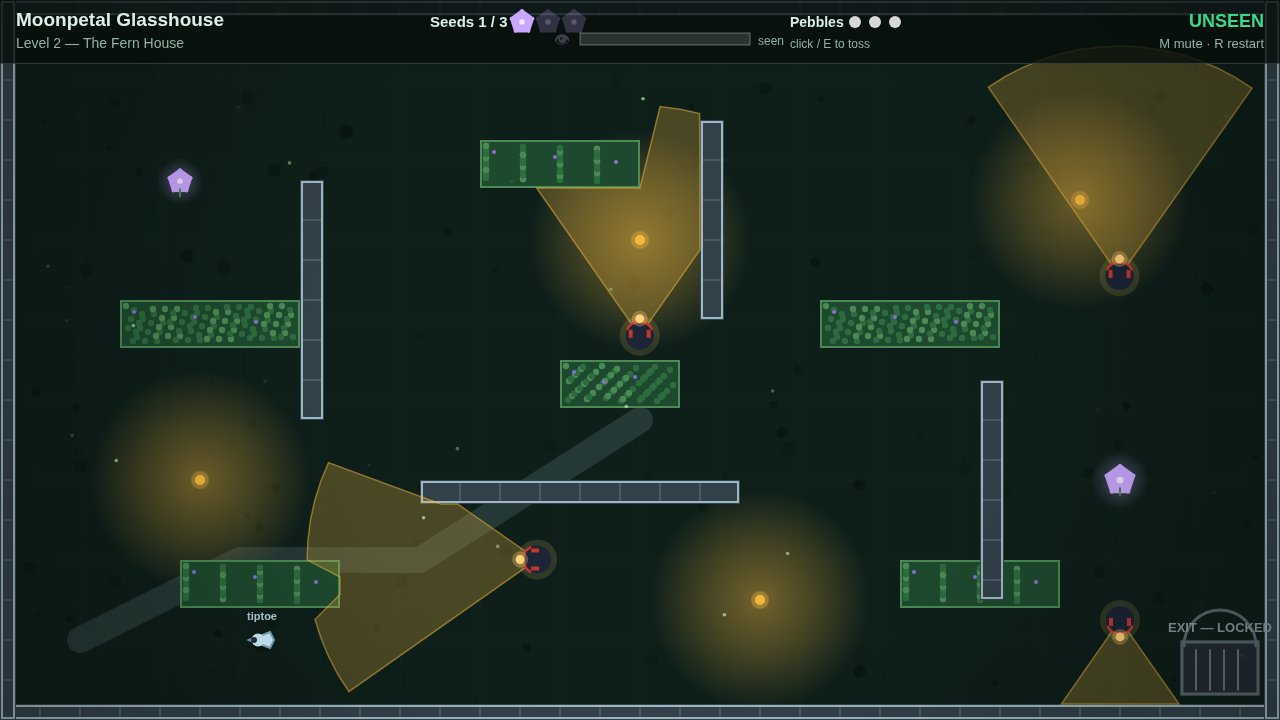 Moonpetal Glasshouse
Level 2 — The Fern House
Seeds 1 / 3
seen
Pebbles
click / E to toss
UNSEEN
M mute · R restart
tiptoe
EXIT — LOCKED